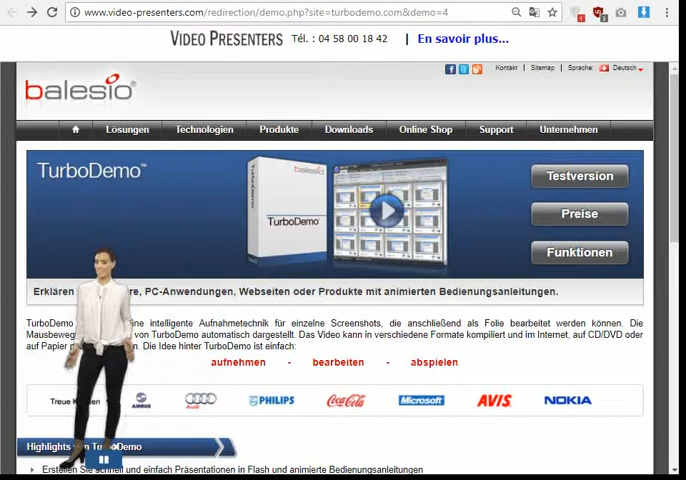 www.video-presenters.com/redirection/demo.php?site=turbodemo.com&demo=4
VIDEO PRESENTERS Tél. : 04 58 00 18 42 | En savoir plus...
Kontakt | Sitemap | Sprache: Deutsch
balesio
Lösungen Technologien Produkte Downloads Online Shop Support Unternehmen
TurboDemo™
balesio
TurboDemo
Testversion
Preise
Funktionen
Erklären re, PC-Anwendungen, Webseiten oder Produkte mit animierten Bedienungsanleitungen.
TurboDemo ine intelligente Aufnahmetechnik für einzelne Screenshots, die anschließend als Folie bearbeitet werden können. Die
Mausbeweg von TurboDemo automatisch dargestellt. Das Video kann in verschiedene Formate kompiliert und im Internet, auf CD/DVD oder
auf Papier n. Die Idee hinter TurboDemo ist einfach:
aufnehmen - bearbeiten - abspielen
Treue K en AIRBUS Audi PHILIPS Coca-Cola Microsoft AVIS NOKIA
Highlights v Tu Demo
Erstellen Sie schnell und einfach Präsentationen in Flash und animierte Bedienungsanleitungen